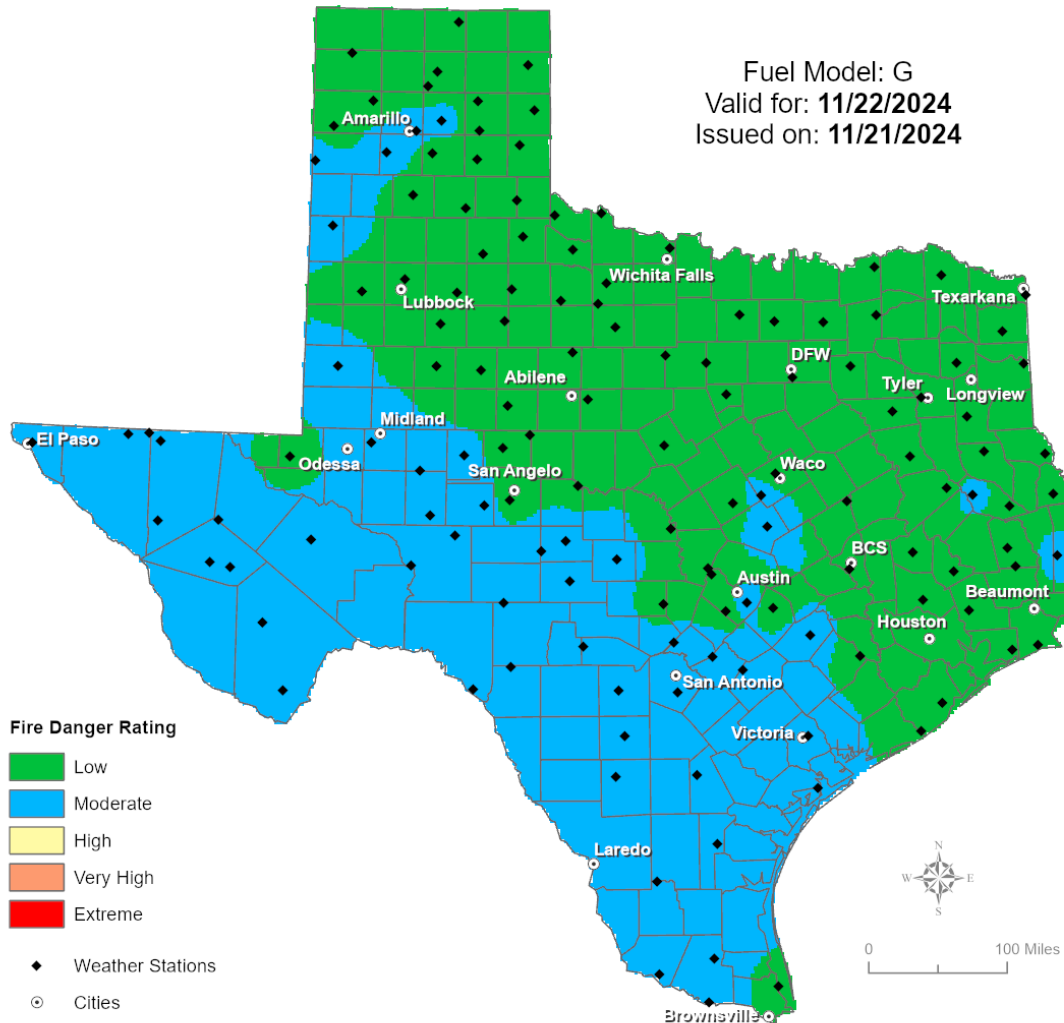 Fuel Model: G
Valid for: 11/22/2024
Issued on: 11/21/2024
Amarillo
Wichita Falls
Lubbock
Texarkana
DFW
Abilene
Tyler
Longview
Midland
El Paso
Odessa
San Angelo
Waco
BCS
Austin
Beaumont
Houston
San Antonio
Victoria
Laredo
Brownsville
Fire Danger Rating
Low
Moderate
High
Very High
Extreme
Weather Stations
Cities
N
W E
S
0 100 Miles